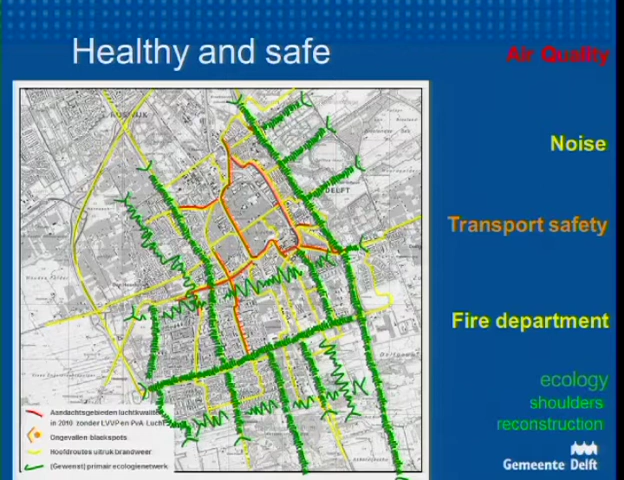 Healthy and safe
Air Quality
Noise
Transport safety
Fire department
ecology
shoulders
reconstruction
DELFT
Aandachtsgebieden luchtkwaliteit
in 2010 zonder LVVP en PvA Lucht
Ongevallen blackspots
Hoofdroutes uitruk brandweer
(Gewenst) primair ecologienetwerk
Gemeente Delft